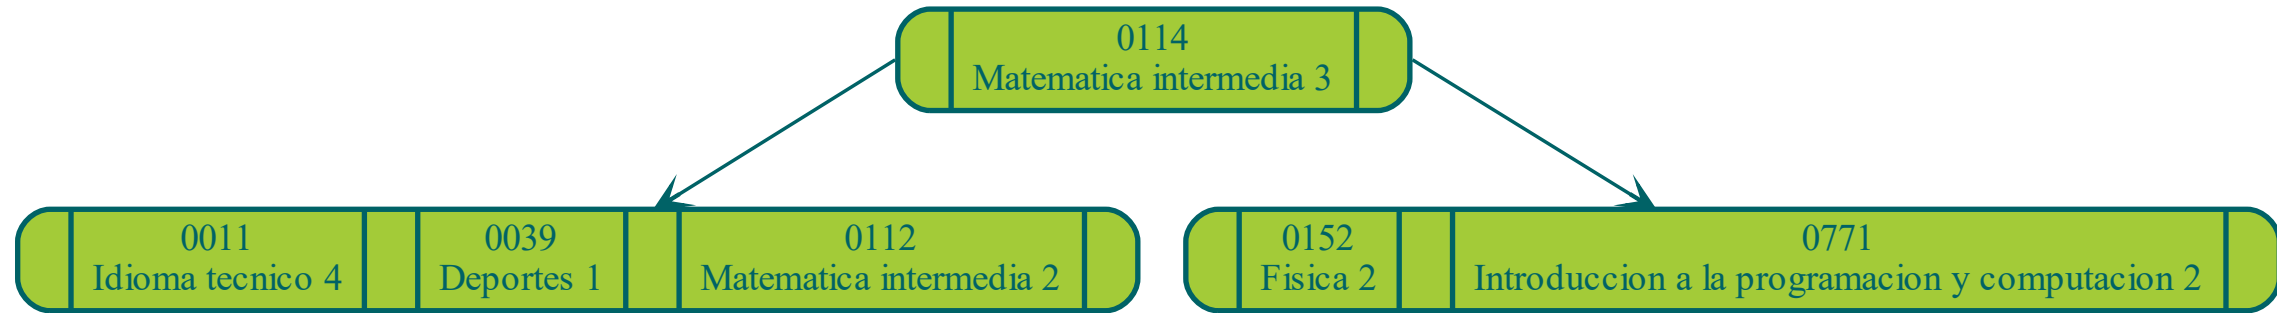 0114
Matematica intermedia 3
0011
Idioma tecnico 4
0039
Deportes 1
0112
Matematica intermedia 2
0152
Fisica 2
0771
Introduccion a la programacion y computacion 2